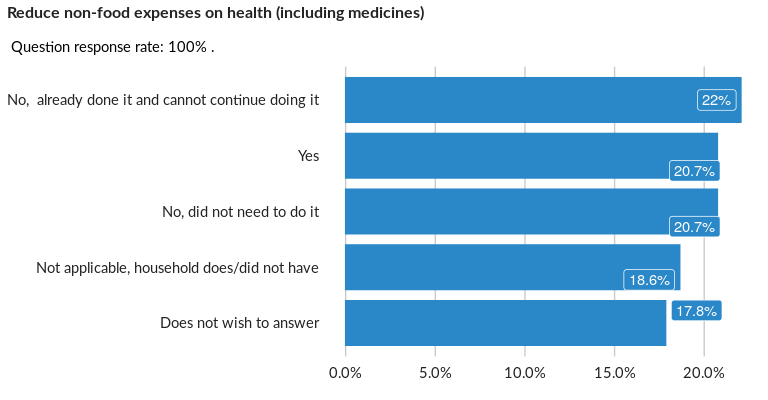 Reduce non-food expenses on health (including medicines)
Question response rate: 100% .
No,  already done it and cannot continue doing it
22%
Yes
20.7%
No, did not need to do it
20.7%
Not applicable, household does/did not have
18.6%
Does not wish to answer
17.8%
0.0% 5.0% 10.0% 15.0% 20.0%